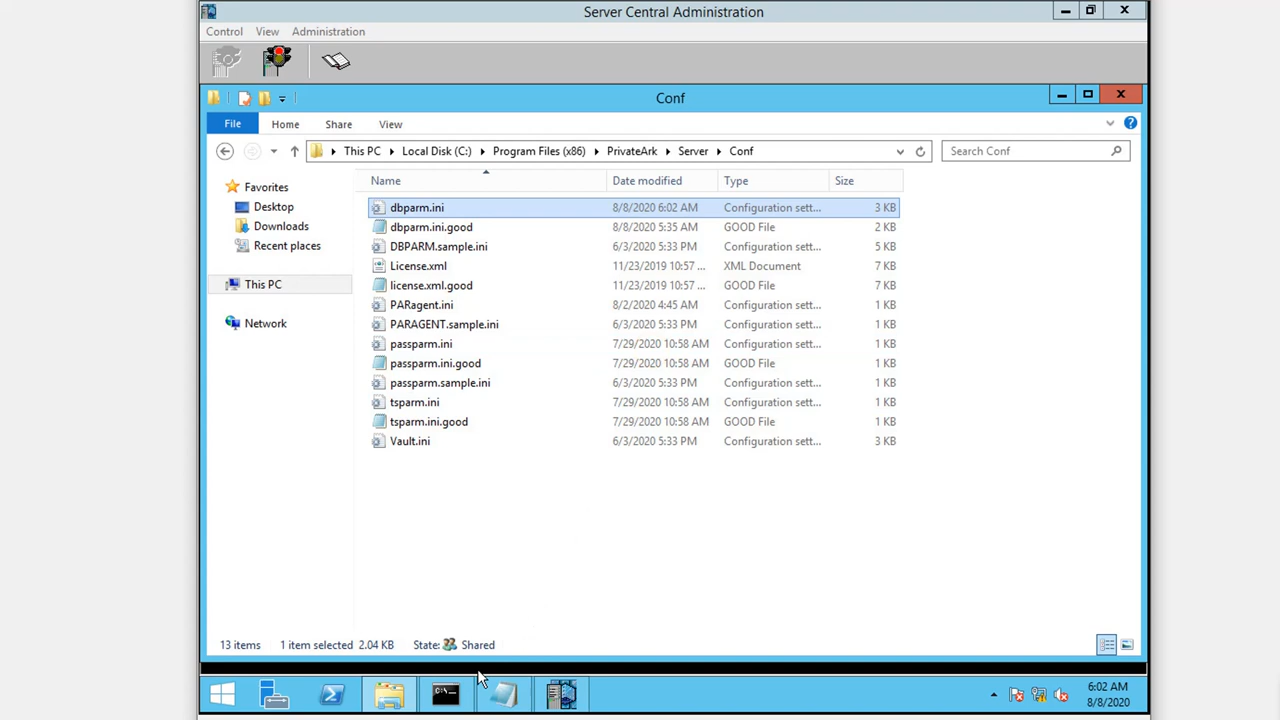 Server Central Administration
Control View Administration
Conf
File Home Share View
This PC Local Disk (C:) Program Files (x86) PrivateArk Server Conf Search Conf
Name Date modified Type Size
Favorites
Desktop
Downloads
Recent places
This PC
Network
dbparm.ini 8/8/2020 6:02 AM Configuration sett... 3 KB
dbparm.ini.good 8/8/2020 5:35 AM GOOD File 2 KB
DBPARM.sample.ini 6/3/2020 5:33 PM Configuration sett... 5 KB
License.xml 11/23/2019 10:57 ... XML Document 7 KB
license.xml.good 11/23/2019 10:57 ... GOOD File 7 KB
PARagent.ini 8/2/2020 4:45 AM Configuration sett... 1 KB
PARAGENT.sample.ini 6/3/2020 5:33 PM Configuration sett... 1 KB
passparm.ini 7/29/2020 10:58 AM Configuration sett... 1 KB
passparm.ini.good 7/29/2020 10:58 AM GOOD File 1 KB
passparm.sample.ini 6/3/2020 5:33 PM Configuration sett... 1 KB
tsparm.ini 7/29/2020 10:58 AM Configuration sett... 1 KB
tsparm.ini.good 7/29/2020 10:58 AM GOOD File 1 KB
Vault.ini 6/3/2020 5:33 PM Configuration sett... 3 KB
13 items 1 item selected 2.04 KB State: Shared
6:02 AM
8/8/2020